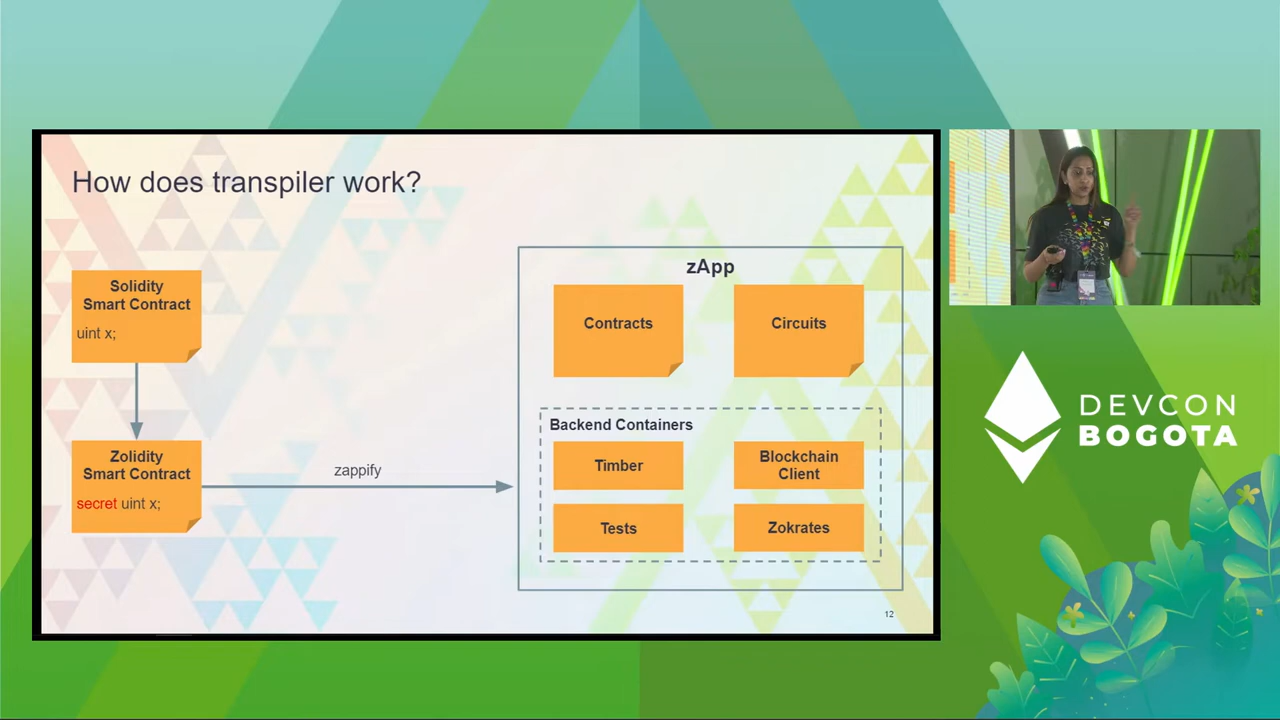 How does transpiler work?
Solidity
Smart Contract
uint x;
Zolidity
Smart Contract
secret uint x;
zappify
zApp
Contracts
Circuits
Backend Containers
Timber
Blockchain
Client
Tests
Zokrates
12
DEVCON
BOGOTA